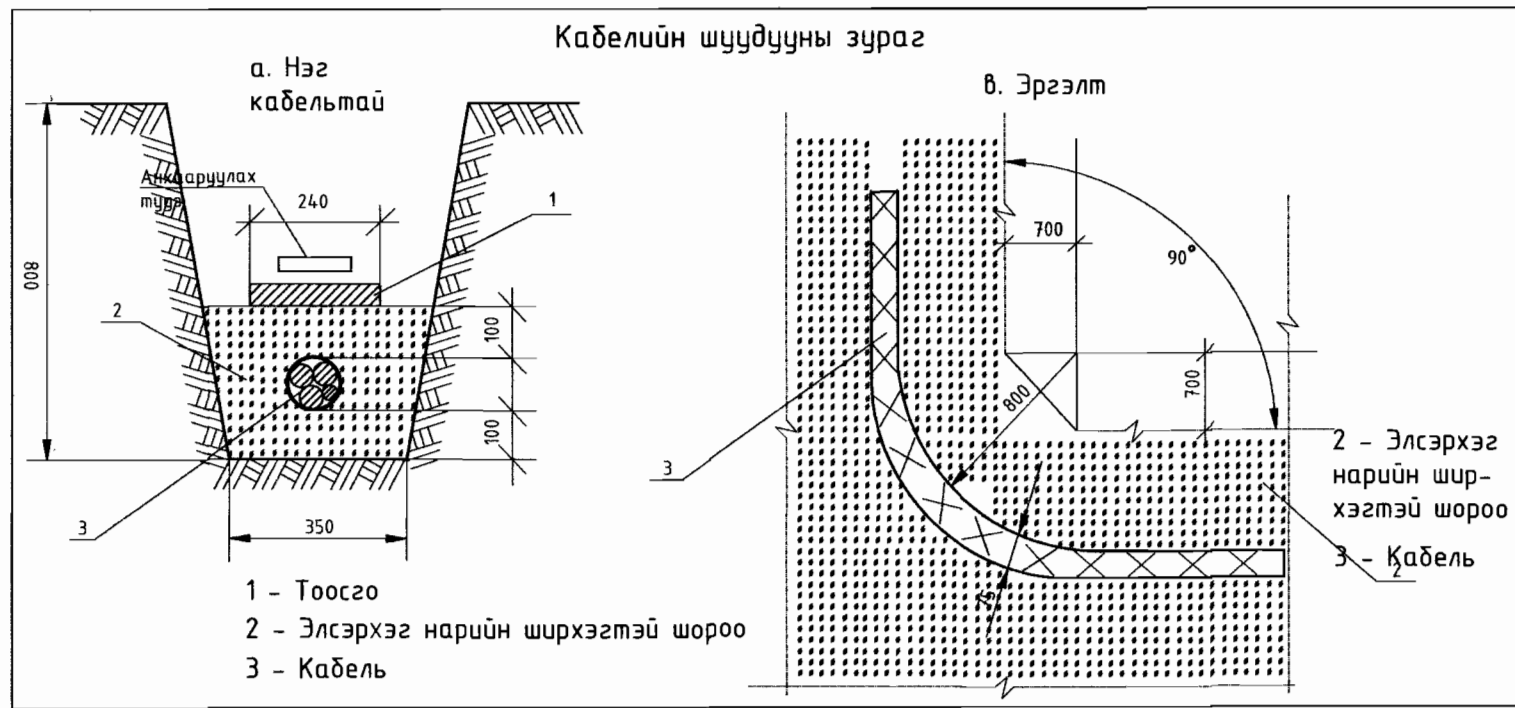 Кабелийн шуудууны зураг
а. Нэг
кабельтай
Анхааруулах
тууз
240
1
800
2
100
100
3
350
1 - Тоосго
2 - Элсэрхэг нарийн ширхэгтэй шороо
3 - Кабель
в. Эргэлт
700
90°
700
800
3
75
2 - Элсэрхэг
нарийн шир-
хэгтэй шороо
3 - Кабель
2